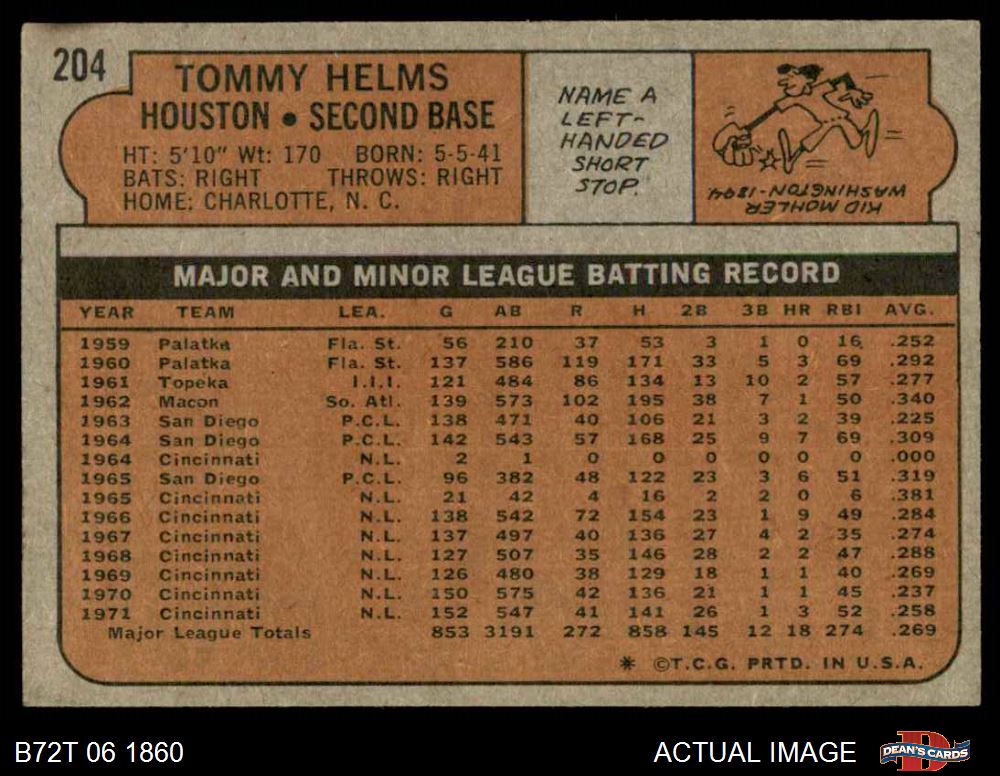 204
TOMMY HELMS
HOUSTON • SECOND BASE
HT: 5'10" Wt: 170 BORN: 5-5-41
BATS: RIGHT THROWS: RIGHT
HOME: CHARLOTTE, N. C.
NAME A
LEFT-
HANDED
SHORT
STOP.
KID MOHLER
WASHINGTON-1894
MAJOR AND MINOR LEAGUE BATTING RECORD
YEAR TEAM LEA. G AB R H 2B 3B HR RBI AVG.
1959 Palatka Fla. St. 56 210 37 53 3 1 0 16 .252
1960 Palatka Fla. St. 137 586 119 171 33 5 3 69 .292
1961 Topeka I.I.I. 121 484 86 134 13 10 2 57 .277
1962 Macon So. Atl. 139 573 102 195 38 7 1 50 .340
1963 San Diego P.C.L. 138 471 40 106 21 3 2 39 .225
1964 San Diego P.C.L. 142 543 57 168 25 9 7 69 .309
1964 Cincinnati N.L. 2 1 0 0 0 0 0 0 .000
1965 San Diego P.C.L. 96 382 48 122 23 3 6 51 .319
1965 Cincinnati N.L. 21 42 4 16 2 2 0 6 .381
1966 Cincinnati N.L. 138 542 72 154 23 1 9 49 .284
1967 Cincinnati N.L. 137 497 40 136 27 4 2 35 .274
1968 Cincinnati N.L. 127 507 35 146 28 2 2 47 .288
1969 Cincinnati N.L. 126 480 38 129 18 1 1 40 .269
1970 Cincinnati N.L. 150 575 42 136 21 1 1 45 .237
1971 Cincinnati N.L. 152 547 41 141 26 1 3 52 .258
Major League Totals 853 3191 272 858 145 12 18 274 .269
* ©T.C.G. PRTD. IN U.S.A.
B72T 06 1860
ACTUAL IMAGE
DEAN'S CARDS